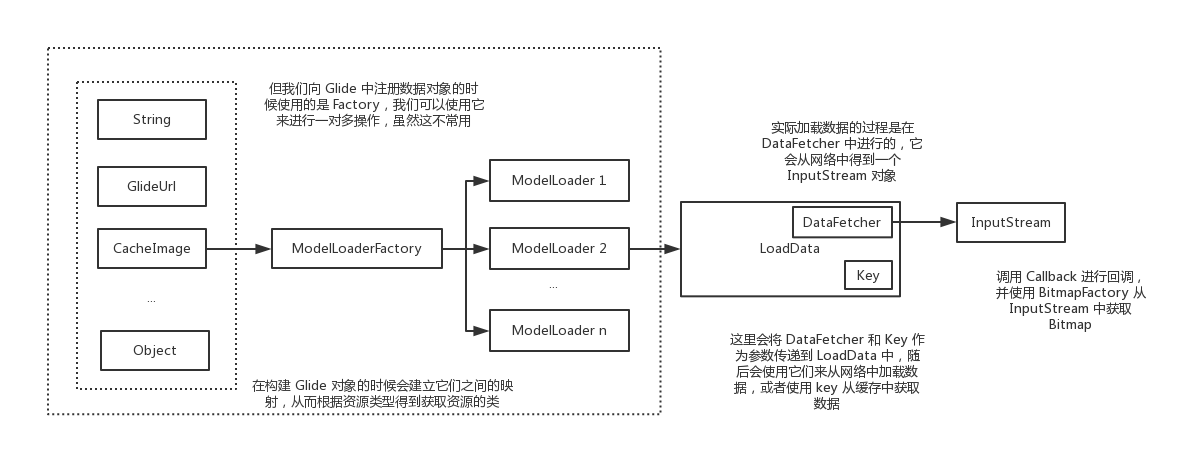 但我们向 Glide 中注册数据对象的时
候使用的是 Factory，我们可以使用它
来进行一对多操作，虽然这不常用
String
GlideUrl
CacheImage
...
Object
ModelLoaderFactory
ModelLoader 1
ModelLoader 2
...
ModelLoader n
在构建 Glide 对象的时候会建立它们之间的映
射，从而根据资源类型得到获取资源的类
实际加载数据的过程是在
DataFetcher 中进行的，它
会从网络中得到一个
InputStream 对象
DataFetcher
LoadData
Key
这里会将 DataFetcher 和 Key 作
为参数传递到 LoadData 中，随
后会使用它们来从网络中加载数
据，或者使用 key 从缓存中获取
数据
InputStream
调用 Callback 进行回调，
并使用 BitmapFactory 从
InputStream 中获取
Bitmap